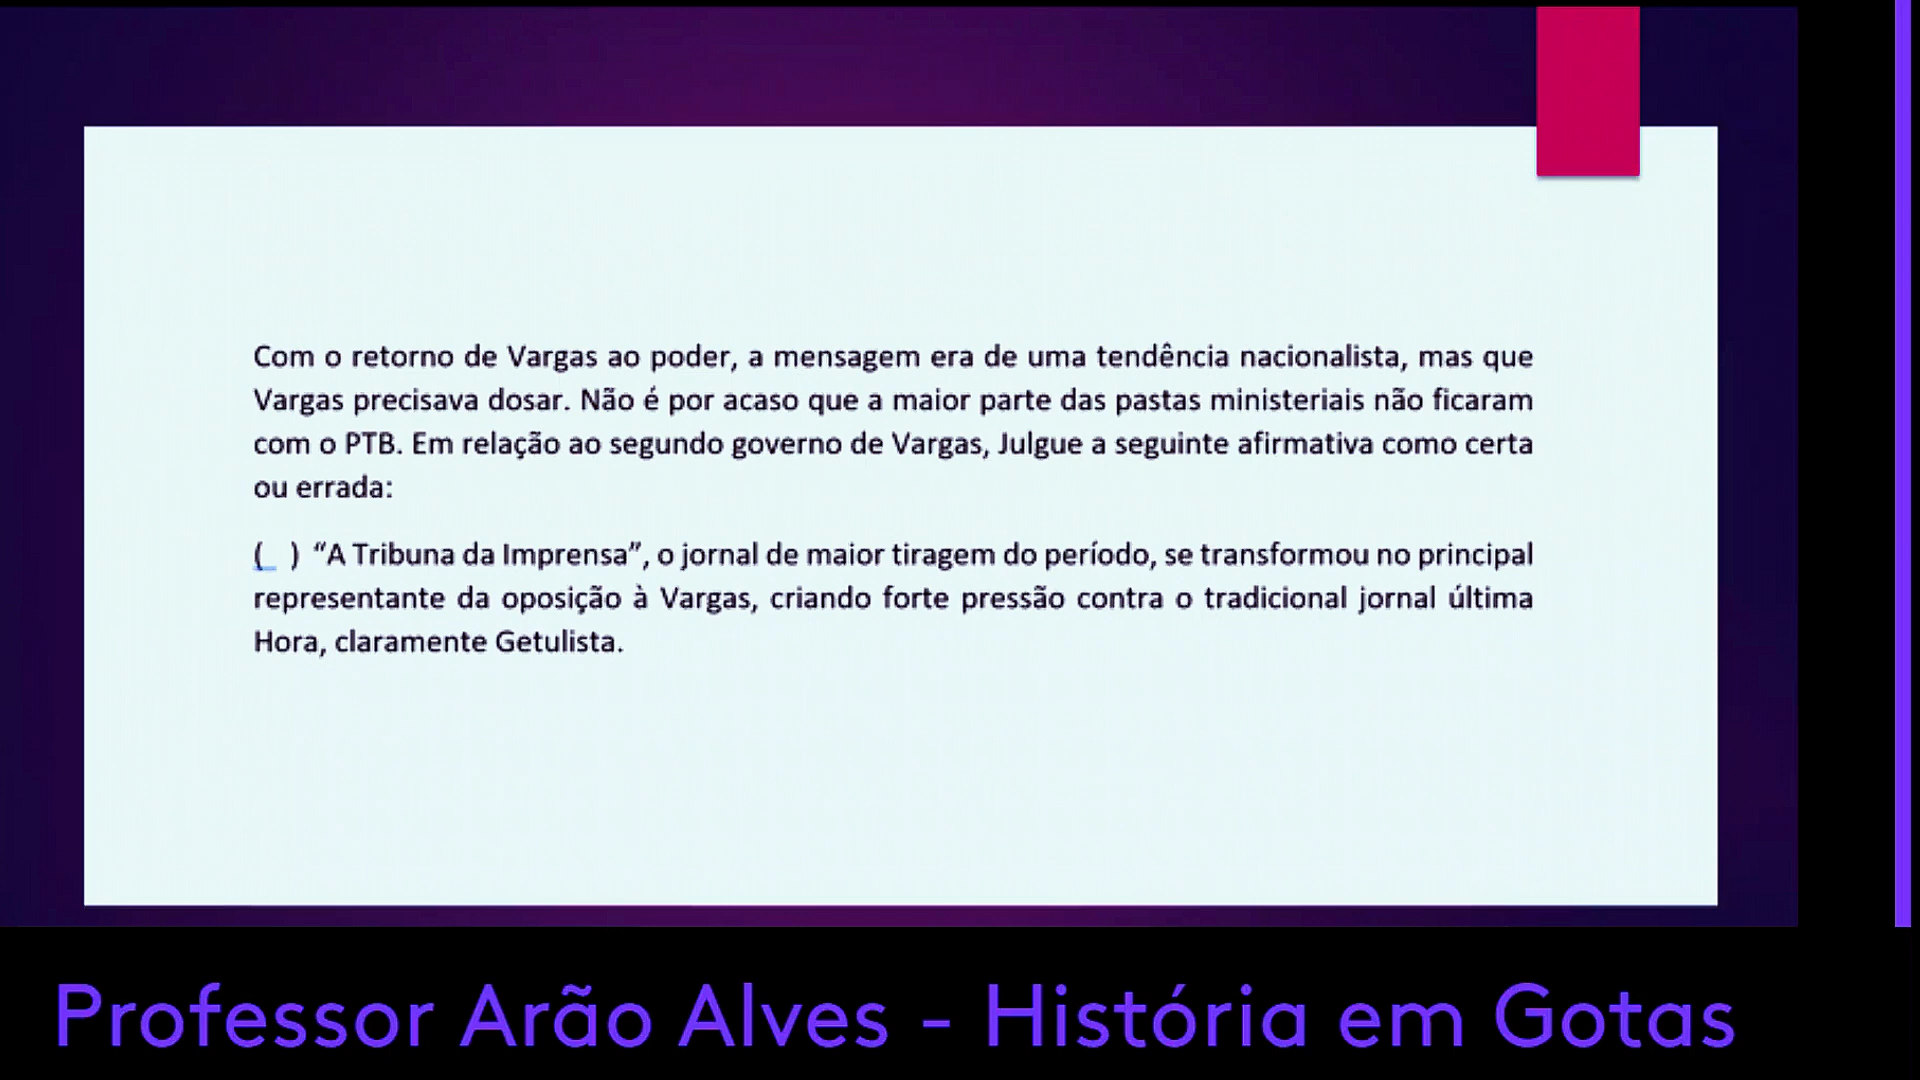 Com o retorno de Vargas ao poder, a mensagem era de uma tendência nacionalista, mas que
Vargas precisava dosar. Não é por acaso que a maior parte das pastas ministeriais não ficaram
com o PTB. Em relação ao segundo governo de Vargas, Julgue a seguinte afirmativa como certa
ou errada:
(  ) “A Tribuna da Imprensa”, o jornal de maior tiragem do período, se transformou no principal
representante da oposição à Vargas, criando forte pressão contra o tradicional jornal última
Hora, claramente Getulista.
Professor Arão Alves - História em Gotas